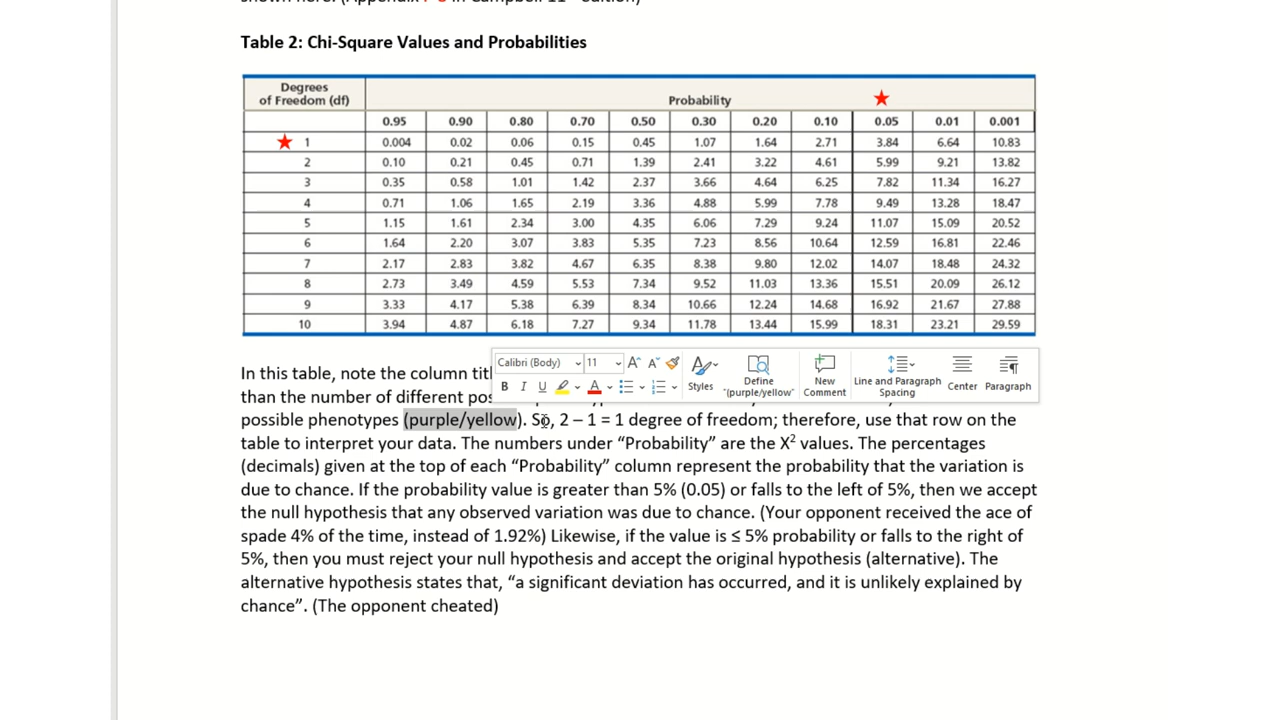 Table 2: Chi-Square Values and Probabilities
Degrees of Freedom (df) Probability
0.95 0.90 0.80 0.70 0.50 0.30 0.20 0.10 0.05 0.01 0.001
1 0.004 0.02 0.06 0.15 0.45 1.07 1.64 2.71 3.84 6.64 10.83
2 0.10 0.21 0.45 0.71 1.39 2.41 3.22 4.61 5.99 9.21 13.82
3 0.35 0.58 1.01 1.42 2.37 3.66 4.64 6.25 7.82 11.34 16.27
4 0.71 1.06 1.65 2.19 3.36 4.88 5.99 7.78 9.49 13.28 18.47
5 1.15 1.61 2.34 3.00 4.35 6.06 7.29 9.24 11.07 15.09 20.52
6 1.64 2.20 3.07 3.83 5.35 7.23 8.56 10.64 12.59 16.81 22.46
7 2.17 2.83 3.82 4.67 6.35 8.38 9.80 12.02 14.07 18.48 24.32
8 2.73 3.49 4.59 5.53 7.34 9.52 11.03 13.36 15.51 20.09 26.12
9 3.33 4.17 5.38 6.39 8.34 10.66 12.24 14.68 16.92 21.67 27.88
10 3.94 4.87 6.18 7.27 9.34 11.78 13.44 15.99 18.31 23.21 29.59
Calibri (Body) 11
B I U A Styles Define "(purple/yellow" New Comment Line and Paragraph Spacing Center Paragraph
In this table, note the column
than the number of different
possible phenotypes (purple/yellow). So, 2 – 1 = 1 degree of freedom; therefore, use that row on the
table to interpret your data. The numbers under “Probability” are the X² values. The percentages
(decimals) given at the top of each “Probability” column represent the probability that the variation is
due to chance. If the probability value is greater than 5% (0.05) or falls to the left of 5%, then we accept
the null hypothesis that any observed variation was due to chance. (Your opponent received the ace of
spade 4% of the time, instead of 1.92%) Likewise, if the value is ≤ 5% probability or falls to the right of
5%, then you must reject your null hypothesis and accept the original hypothesis (alternative). The
alternative hypothesis states that, “a significant deviation has occurred, and it is unlikely explained by
chance”. (The opponent cheated)